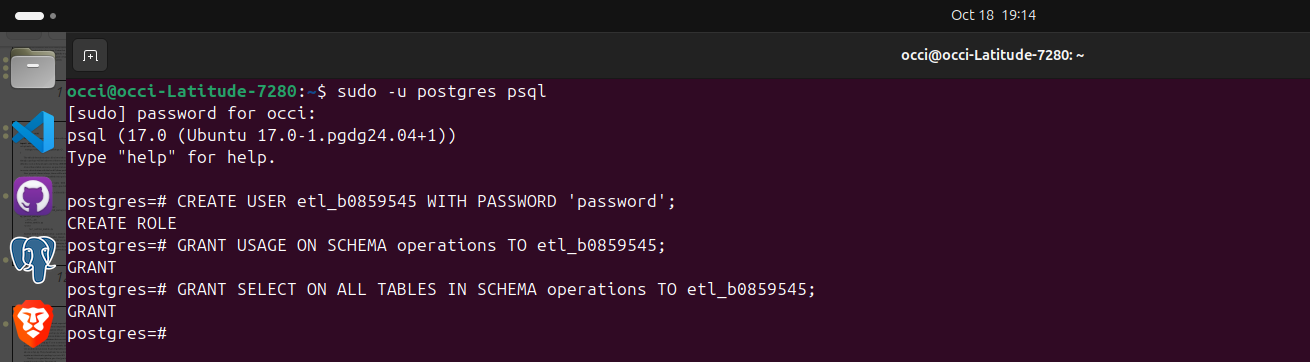 Oct 18 19:14
occi@occi-Latitude-7280: ~
occi@occi-Latitude-7280:~$ sudo -u postgres psql
[sudo] password for occi:
psql (17.0 (Ubuntu 17.0-1.pgdg24.04+1))
Type "help" for help.
postgres=# CREATE USER etl_b0859545 WITH PASSWORD 'password';
CREATE ROLE
postgres=# GRANT USAGE ON SCHEMA operations TO etl_b0859545;
GRANT
postgres=# GRANT SELECT ON ALL TABLES IN SCHEMA operations TO etl_b0859545;
GRANT
postgres=#